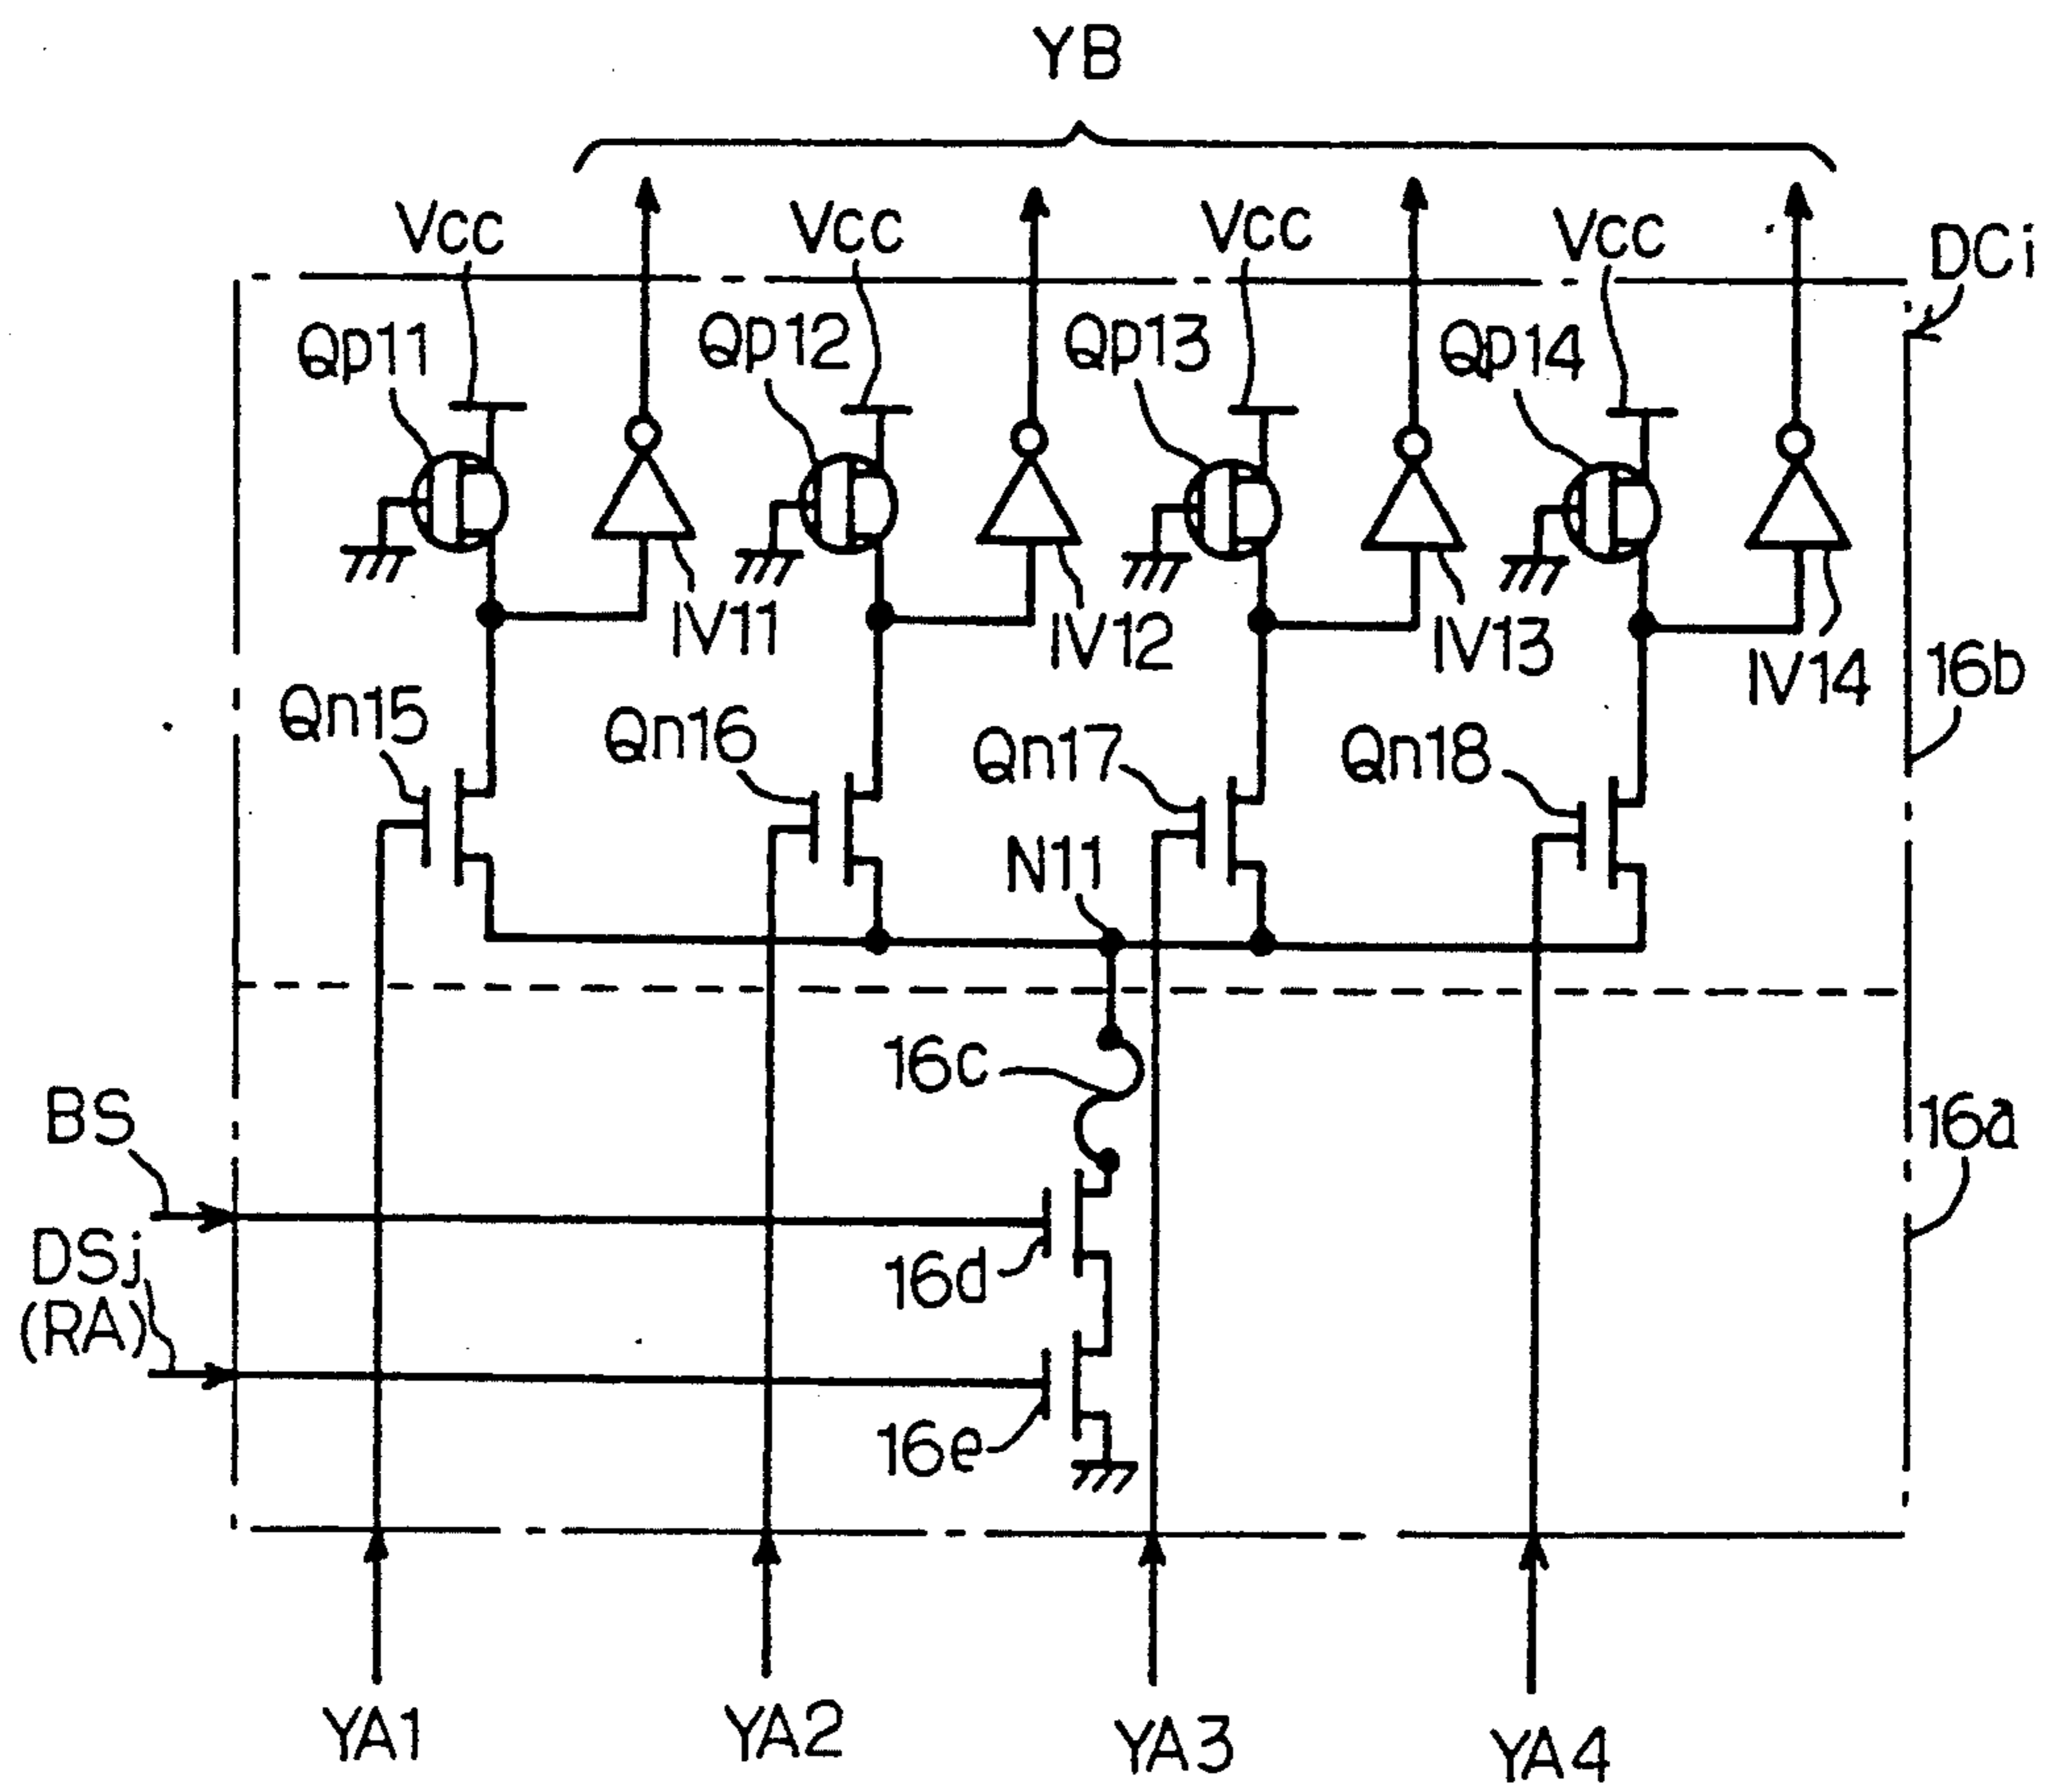 YB
Vcc
Vcc
Vcc
Vcc
DCi
Qp11
Qp12
Qp13
Qp14
IV11
IV12
IV13
IV14
16b
Qn15
Qn16
Qn17
Qn18
N11
16c
BS
16a
DSj
(RA)
16d
16e
YA1
YA2
YA3
YA4